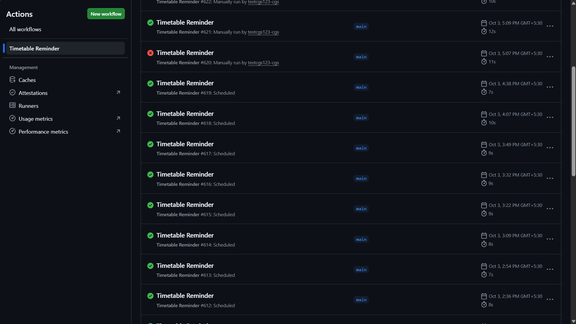 Actions
New workflow
All workflows
Timetable Reminder
Management
Caches
Attestations
Runners
Usage metrics
Performance metrics
Timetable Reminder #622: Manually run by testcgr523-cgp
10s
Timetable Reminder
Timetable Reminder #621: Manually run by testcgr523-cgp
main
Oct 3, 5:09 PM GMT+5:30
12s
Timetable Reminder
Timetable Reminder #620: Manually run by testcgr523-cgp
main
Oct 3, 5:07 PM GMT+5:30
11s
Timetable Reminder
Timetable Reminder #619: Scheduled
main
Oct 3, 4:38 PM GMT+5:30
7s
Timetable Reminder
Timetable Reminder #618: Scheduled
main
Oct 3, 4:07 PM GMT+5:30
10s
Timetable Reminder
Timetable Reminder #617: Scheduled
main
Oct 3, 3:49 PM GMT+5:30
9s
Timetable Reminder
Timetable Reminder #616: Scheduled
main
Oct 3, 3:32 PM GMT+5:30
9s
Timetable Reminder
Timetable Reminder #615: Scheduled
main
Oct 3, 3:22 PM GMT+5:30
9s
Timetable Reminder
Timetable Reminder #614: Scheduled
main
Oct 3, 3:09 PM GMT+5:30
8s
Timetable Reminder
Timetable Reminder #613: Scheduled
main
Oct 3, 2:54 PM GMT+5:30
7s
Timetable Reminder
Timetable Reminder #612: Scheduled
main
Oct 3, 2:36 PM GMT+5:30
8s